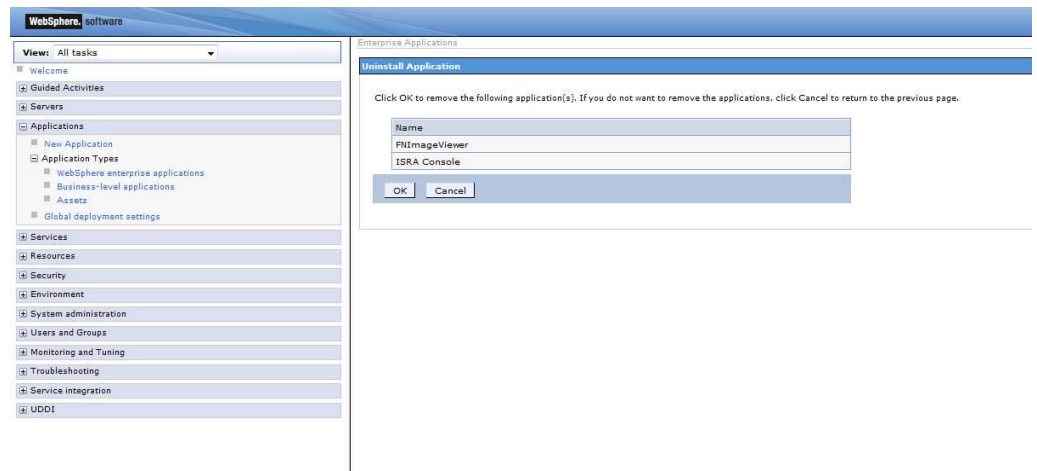 WebSphere. software
View: All tasks
Welcome
Guided Activities
Servers
Applications
New Application
Application Types
WebSphere enterprise applications
Business-level applications
Assets
Global deployment settings
Services
Resources
Security
Environment
System administration
Users and Groups
Monitoring and Tuning
Troubleshooting
Service integration
UDDI
Enterprise Applications
Uninstall Application
Click OK to remove the following application(s). If you do not want to remove the applications, click Cancel to return to the previous page.
Name
FNImageViewer
ISRA Console
OK Cancel